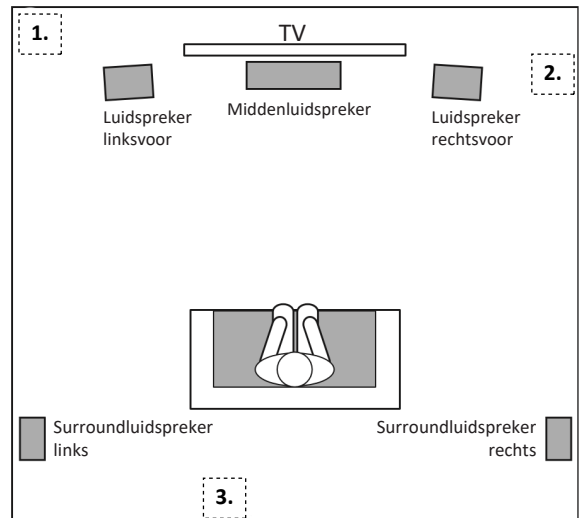 1.
TV
2.
Luidspreker
linksvoor
Middenluidspreker
Luidspreker
rechtsvoor
Surroundluidspreker
links
Surroundluidspreker
rechts
3.